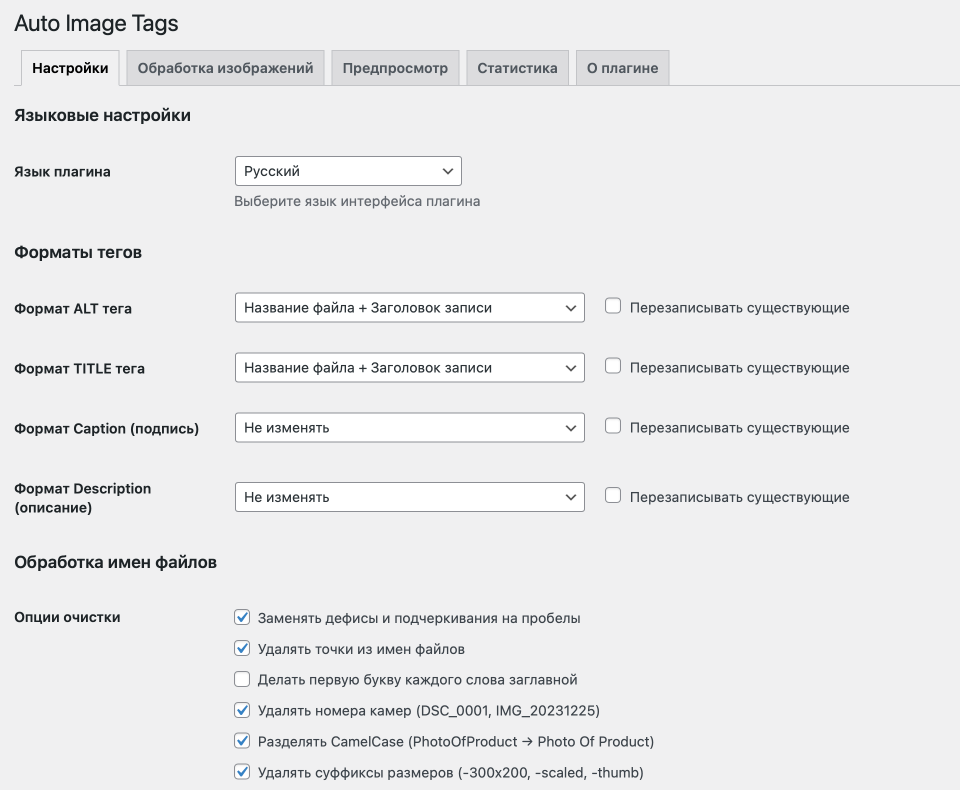 Auto Image Tags
Настройки
Обработка изображений
Предпросмотр
Статистика
О плагине
Языковые настройки
Язык плагина
Русский
Выберите язык интерфейса плагина
Форматы тегов
Формат ALT тега
Название файла + Заголовок записи
Перезаписывать существующие
Формат TITLE тега
Название файла + Заголовок записи
Перезаписывать существующие
Формат Caption (подпись)
Не изменять
Перезаписывать существующие
Формат Description
(описание)
Не изменять
Перезаписывать существующие
Обработка имен файлов
Опции очистки
Заменять дефисы и подчеркивания на пробелы
Удалять точки из имен файлов
Делать первую букву каждого слова заглавной
Удалять номера камер (DSC_0001, IMG_20231225)
Разделять CamelCase (PhotoOfProduct → Photo Of Product)
Удалять суффиксы размеров (-300x200, -scaled, -thumb)